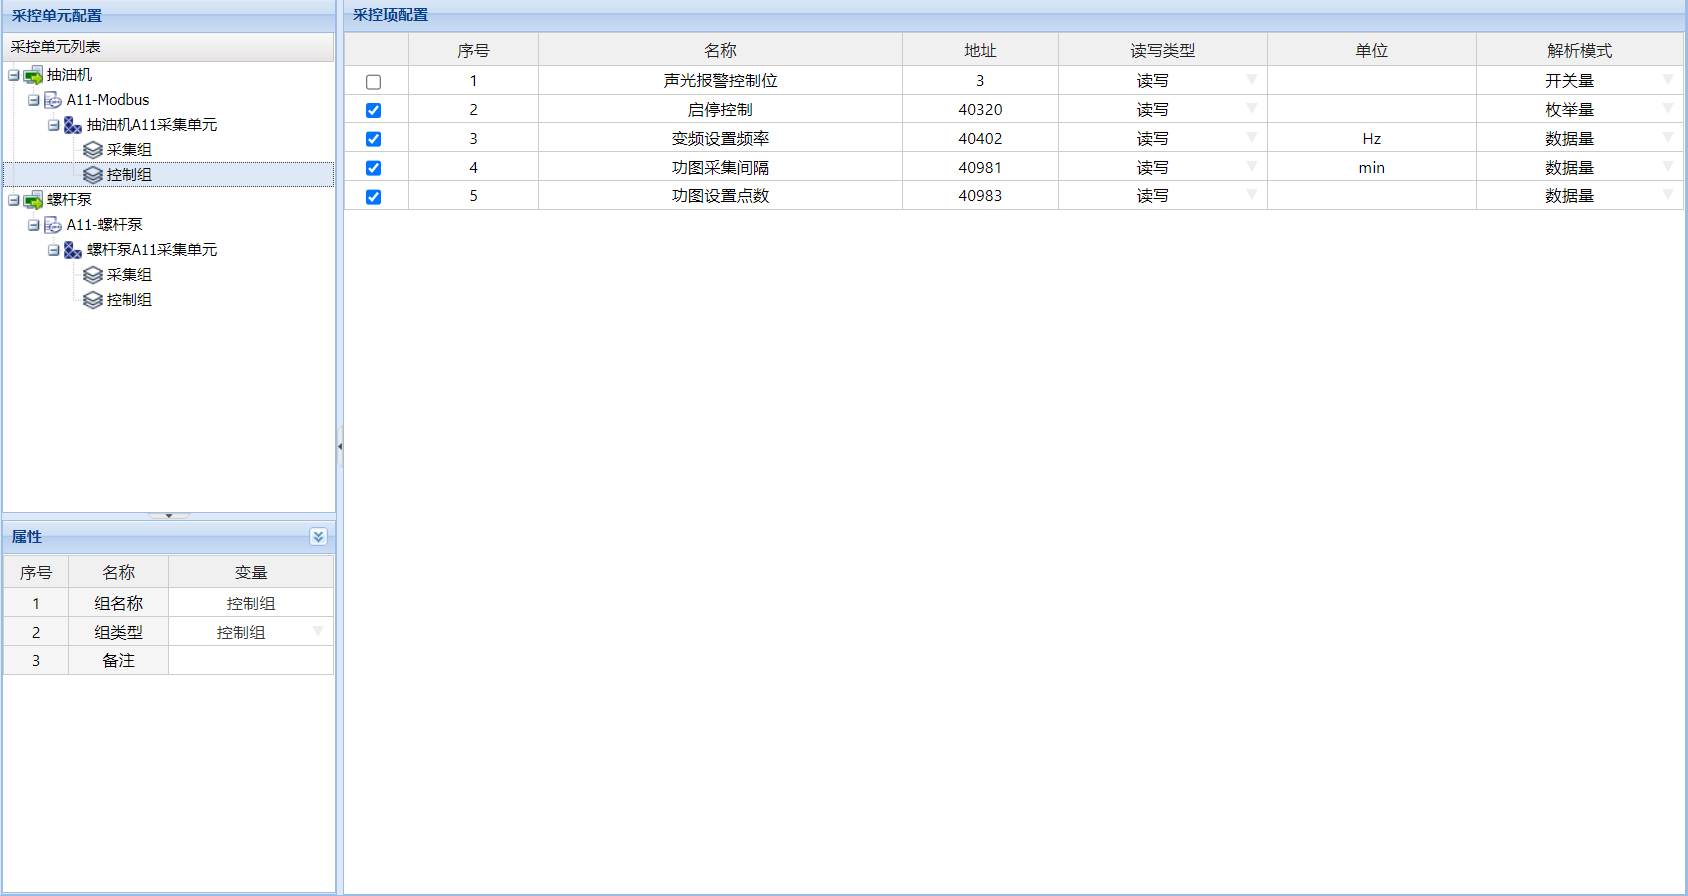 采控单元配置
采控单元列表
抽油机
A11-Modbus
抽油机A11采集单元
采集组
控制组
螺杆泵
A11-螺杆泵
螺杆泵A11采集单元
采集组
控制组
属性
序号 名称 变量
1 组名称 控制组
2 组类型 控制组
3 备注
采控项配置
序号 名称 地址 读写类型 单位 解析模式
1 声光报警控制位 3 读写 开关量
2 启停控制 40320 读写 枚举量
3 变频设置频率 40402 读写 Hz 数据量
4 功图采集间隔 40981 读写 min 数据量
5 功图设置点数 40983 读写 数据量